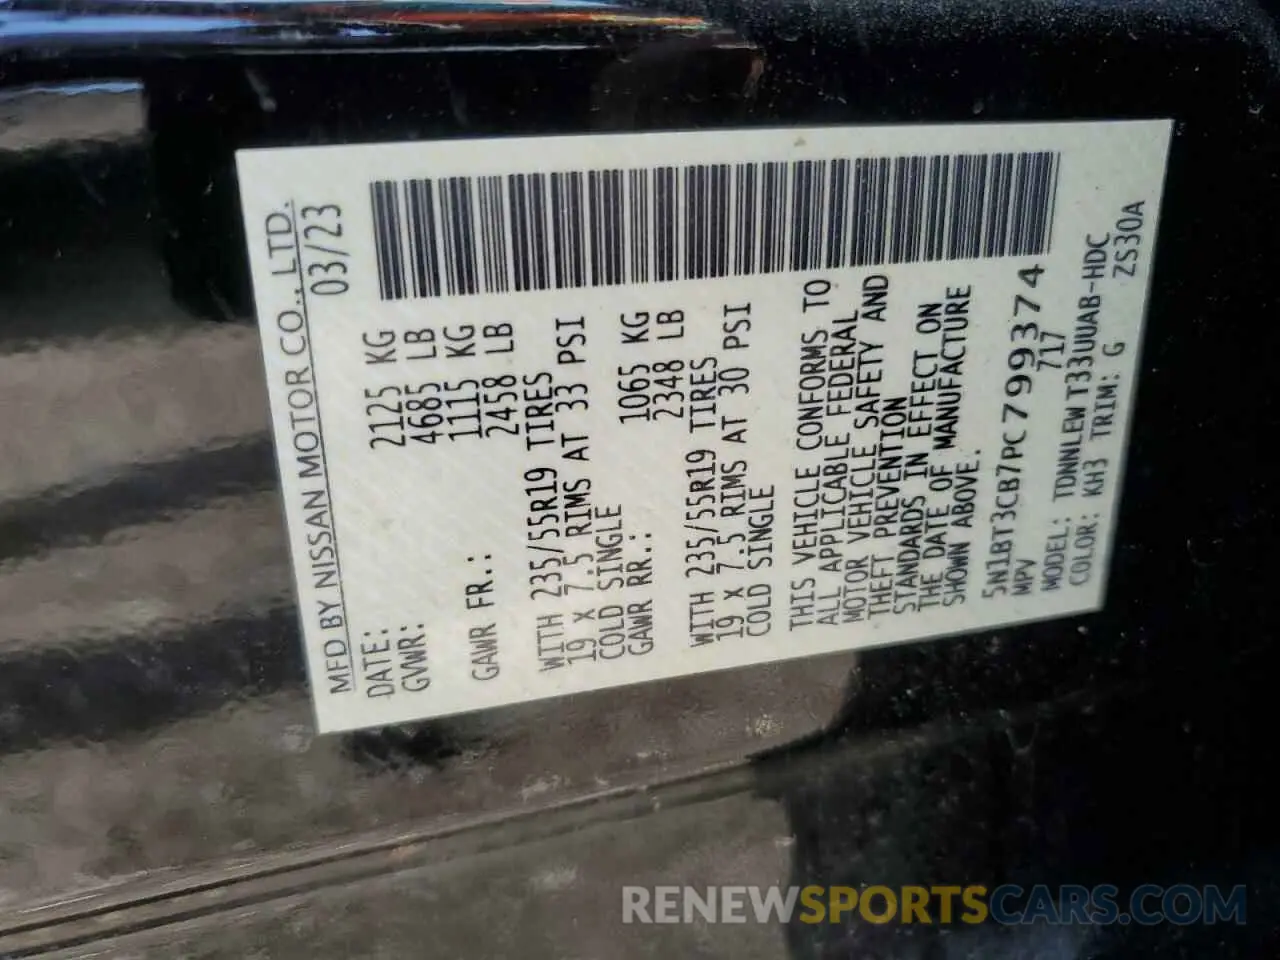 MFD BY NISSAN MOTOR CO., LTD.
DATE: 03/23
GVWR: 2125 KG
4685 LB
GAWR FR.: 1115 KG
2458 LB
WITH 235/55R19 TIRES
19 X 7.5 RIMS AT 33 PSI
COLD SINGLE
GAWR RR.: 1065 KG
2348 LB
WITH 235/55R19 TIRES
19 X 7.5 RIMS AT 30 PSI
COLD SINGLE
THIS VEHICLE CONFORMS TO
ALL APPLICABLE FEDERAL
MOTOR VEHICLE SAFETY AND
THEFT PREVENTION
STANDARDS IN EFFECT ON
THE DATE OF MANUFACTURE
SHOWN ABOVE.
5N1BT3CB7PC799374
MPV 717
MODEL: TDNNLEWT33UUAB-HDC
COLOR: KH3 TRIM: G ZS30A
RENEWSPORTSCARS.COM